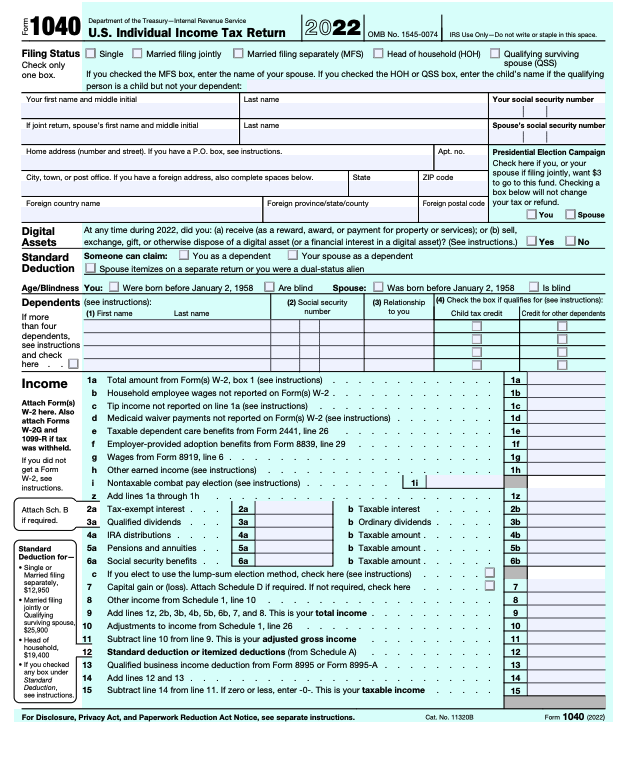 Form 1040 Department of the Treasury—Internal Revenue Service
U.S. Individual Income Tax Return 2022 OMB No. 1545-0074 IRS Use Only—Do not write or staple in this space.
Filing Status Single Married filing jointly Married filing separately (MFS) Head of household (HOH) Qualifying surviving spouse (QSS)
Check only one box.
If you checked the MFS box, enter the name of your spouse. If you checked the HOH or QSS box, enter the child's name if the qualifying
person is a child but not your dependent:
Your first name and middle initial Last name Your social security number
If joint return, spouse's first name and middle initial Last name Spouse's social security number
Home address (number and street). If you have a P.O. box, see instructions. Apt. no.
City, town, or post office. If you have a foreign address, also complete spaces below. State ZIP code
Foreign country name Foreign province/state/county Foreign postal code
Presidential Election Campaign
Check here if you, or your
spouse if filing jointly, want $3
to go to this fund. Checking a
box below will not change
your tax or refund.
You Spouse
Digital Assets
At any time during 2022, did you: (a) receive (as a reward, award, or payment for property or services); or (b) sell,
exchange, gift, or otherwise dispose of a digital asset (or a financial interest in a digital asset)? (See instructions.) Yes No
Standard Deduction
Someone can claim: You as a dependent Your spouse as a dependent
Spouse itemizes on a separate return or you were a dual-status alien
Age/Blindness You: Were born before January 2, 1958 Are blind Spouse: Was born before January 2, 1958 Is blind
Dependents (see instructions): (2) Social security number (3) Relationship to you (4) Check the box if qualifies for (see instructions):
(1) First name Last name Child tax credit Credit for other dependents
If more
than four
dependents,
see instructions
and check
here . .
Income
Attach Form(s)
W-2 here. Also
attach Forms
W-2G and
1099-R if tax
was withheld.
If you did not
get a Form
W-2, see
instructions.
1a Total amount from Form(s) W-2, box 1 (see instructions) 1a
b Household employee wages not reported on Form(s) W-2 1b
c Tip income not reported on line 1a (see instructions) 1c
d Medicaid waiver payments not reported on Form(s) W-2 (see instructions) 1d
e Taxable dependent care benefits from Form 2441, line 26 1e
f Employer-provided adoption benefits from Form 8839, line 29 1f
g Wages from Form 8919, line 6 1g
h Other earned income (see instructions) 1h
i Nontaxable combat pay election (see instructions) 1i
z Add lines 1a through 1h 1z
Attach Sch. B
if required.
2a Tax-exempt interest 2a b Taxable interest 2b
3a Qualified dividends 3a b Ordinary dividends 3b
4a IRA distributions 4a b Taxable amount 4b
5a Pensions and annuities 5a b Taxable amount 5b
6a Social security benefits 6a b Taxable amount 6b
c If you elect to use the lump-sum election method, check here (see instructions)
7 Capital gain or (loss). Attach Schedule D if required. If not required, check here 7
8 Other income from Schedule 1, line 10 8
9 Add lines 1z, 2b, 3b, 4b, 5b, 6b, 7, and 8. This is your total income 9
10 Adjustments to income from Schedule 1, line 26 10
11 Subtract line 10 from line 9. This is your adjusted gross income 11
12 Standard deduction or itemized deductions (from Schedule A) 12
13 Qualified business income deduction from Form 8995 or Form 8995-A 13
14 Add lines 12 and 13 14
15 Subtract line 14 from line 11. If zero or less, enter -0-. This is your taxable income 15
Standard
Deduction for—
• Single or
Married filing
separately,
$12,950
• Married filing
jointly or
Qualifying
surviving spouse,
$25,900
• Head of
household,
$19,400
• If you checked
any box under
Standard
Deduction,
see instructions.
For Disclosure, Privacy Act, and Paperwork Reduction Act Notice, see separate instructions. Cat. No. 11320B Form 1040 (2022)